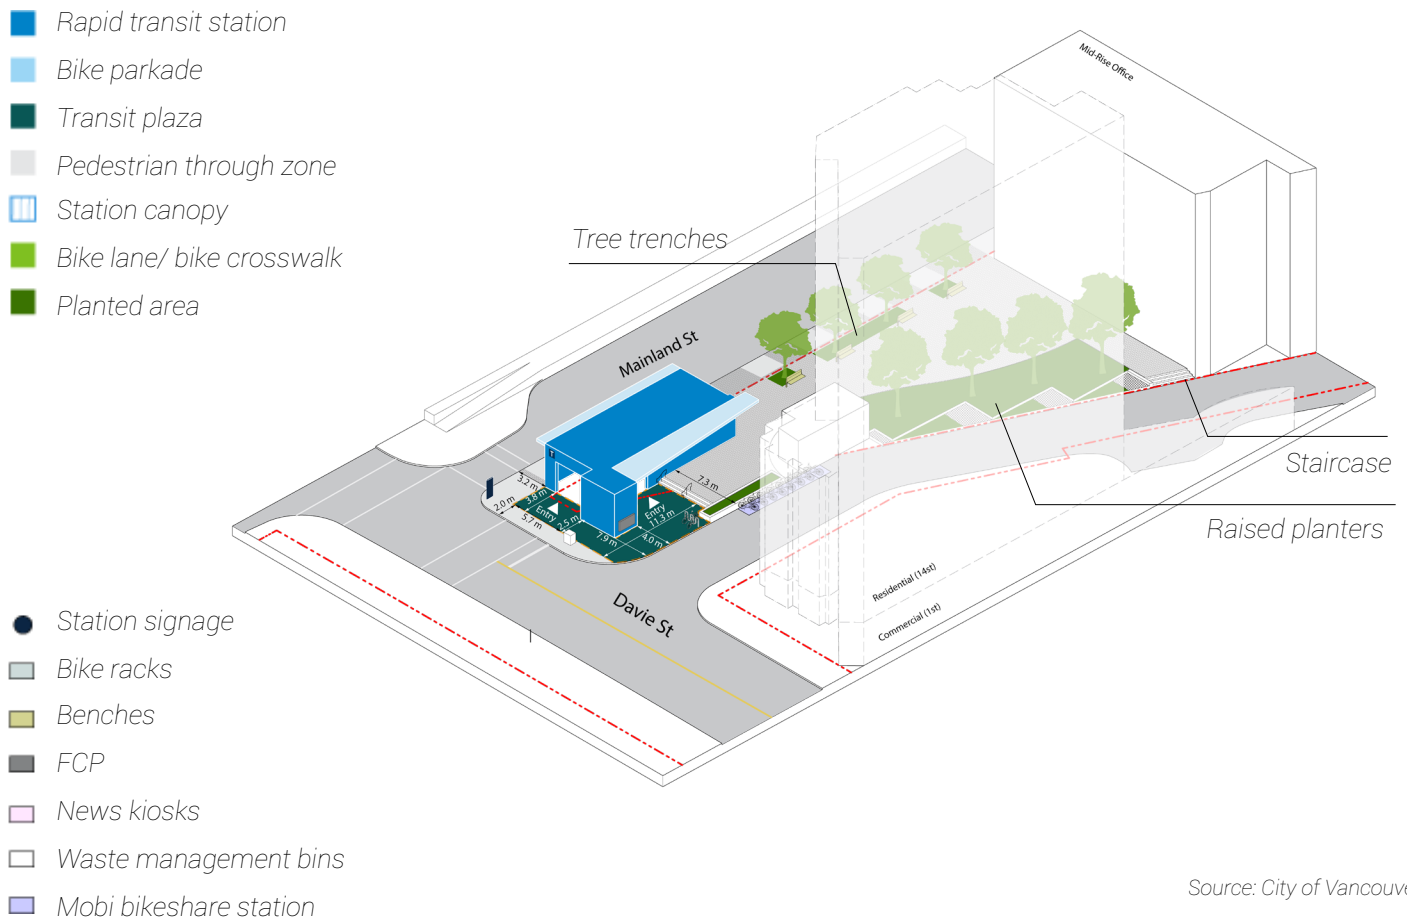 Rapid transit station
Bike parkade
Transit plaza
Pedestrian through zone
Station canopy
Bike lane/ bike crosswalk
Planted area
Mid-Rise Office
Tree trenches
Mainland St
7.3 m
3.2 m
3.8 m
2.0 m
Entry
Entry
11.3 m
5.7 m
2.5 m
7.9 m
4.0 m
Staircase
Raised planters
Residential (14st)
Commercial (1st)
Davie St
Station signage
Bike racks
Benches
FCP
News kiosks
Waste management bins
Mobi bikeshare station
Source: City of Vancouve